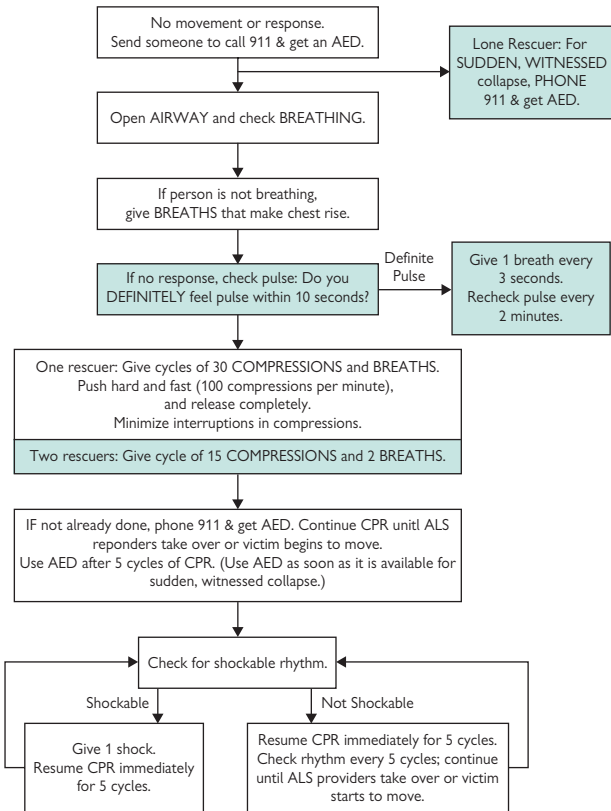 No movement or response.
Send someone to call 911 & get an AED.
Lone Rescuer: For
SUDDEN, WITNESSED
collapse, PHONE
911 & get AED.
Open AIRWAY and check BREATHING.
If person is not breathing,
give BREATHS that make chest rise.
If no response, check pulse: Do you
DEFINITELY feel pulse within 10 seconds?
Definite
Pulse
Give 1 breath every
3 seconds.
Recheck pulse every
2 minutes.
One rescuer: Give cycles of 30 COMPRESSIONS and BREATHS.
Push hard and fast (100 compressions per minute),
and release completely.
Minimize interruptions in compressions.
Two rescuers: Give cycle of 15 COMPRESSIONS and 2 BREATHS.
IF not already done, phone 911 & get AED. Continue CPR unitl ALS
reponders take over or victim begins to move.
Use AED after 5 cycles of CPR. (Use AED as soon as it is available for
sudden, witnessed collapse.)
Check for shockable rhythm.
Shockable
Not Shockable
Give 1 shock.
Resume CPR immediately
for 5 cycles.
Resume CPR immediately for 5 cycles.
Check rhythm every 5 cycles; continue
until ALS providers take over or victim
starts to move.